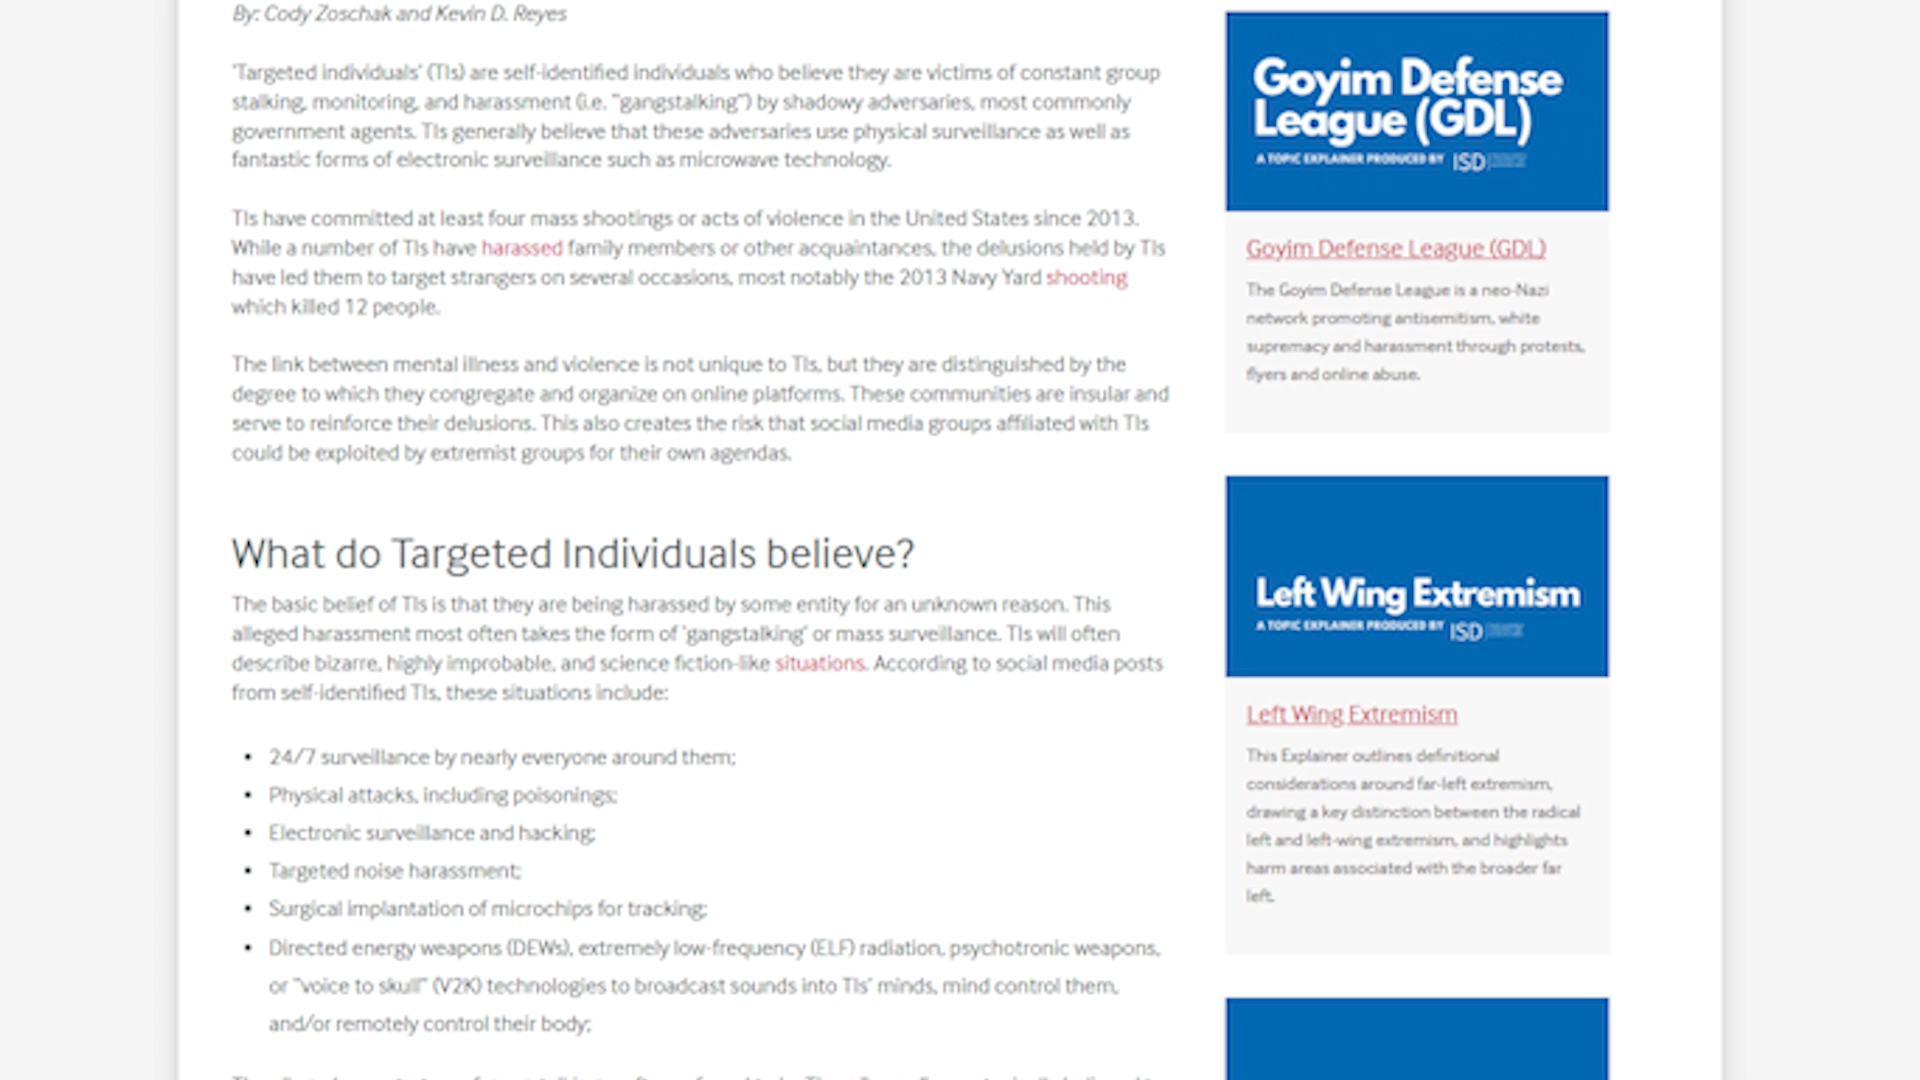 By: Cody Zoschak and Kevin D. Reyes
'Targeted individuals' (TIs) are self-identified individuals who believe they are victims of constant group
stalking, monitoring, and harassment (i.e. "gangstalking") by shadowy adversaries, most commonly
government agents. TIs generally believe that these adversaries use physical surveillance as well as
fantastic forms of electronic surveillance such as microwave technology.
TIs have committed at least four mass shootings or acts of violence in the United States since 2013.
While a number of TIs have harassed family members or other acquaintances, the delusions held by TIs
have led them to target strangers on several occasions, most notably the 2013 Navy Yard shooting
which killed 12 people.
The link between mental illness and violence is not unique to TIs, but they are distinguished by the
degree to which they congregate and organize on online platforms. These communities are insular and
serve to reinforce their delusions. This also creates the risk that social media groups affiliated with TIs
could be exploited by extremist groups for their own agendas.
What do Targeted Individuals believe?
The basic belief of TIs is that they are being harassed by some entity for an unknown reason. This
alleged harassment most often takes the form of 'gangstalking' or mass surveillance. TIs will often
describe bizarre, highly improbable, and science fiction-like situations. According to social media posts
from self-identified TIs, these situations include:
• 24/7 surveillance by nearly everyone around them;
• Physical attacks, including poisonings;
• Electronic surveillance and hacking;
• Targeted noise harassment;
• Surgical implantation of microchips for tracking;
• Directed energy weapons (DEWs), extremely low-frequency (ELF) radiation, psychotronic weapons,
or "voice to skull" (V2K) technologies to broadcast sounds into TIs' minds, mind control them,
and/or remotely control their body;
Goyim Defense
League (GDL)
A TOPIC EXPLAINER PRODUCED BY ISD
Goyim Defense League (GDL)
The Goyim Defense League is a neo-Nazi
network promoting antisemitism, white
supremacy and harassment through protests,
flyers and online abuse.
Left Wing Extremism
A TOPIC EXPLAINER PRODUCED BY ISD
Left Wing Extremism
This Explainer outlines definitional
considerations around far-left extremism,
drawing a key distinction between the radical
left and left-wing extremism, and highlights
harm areas associated with the broader far
left.